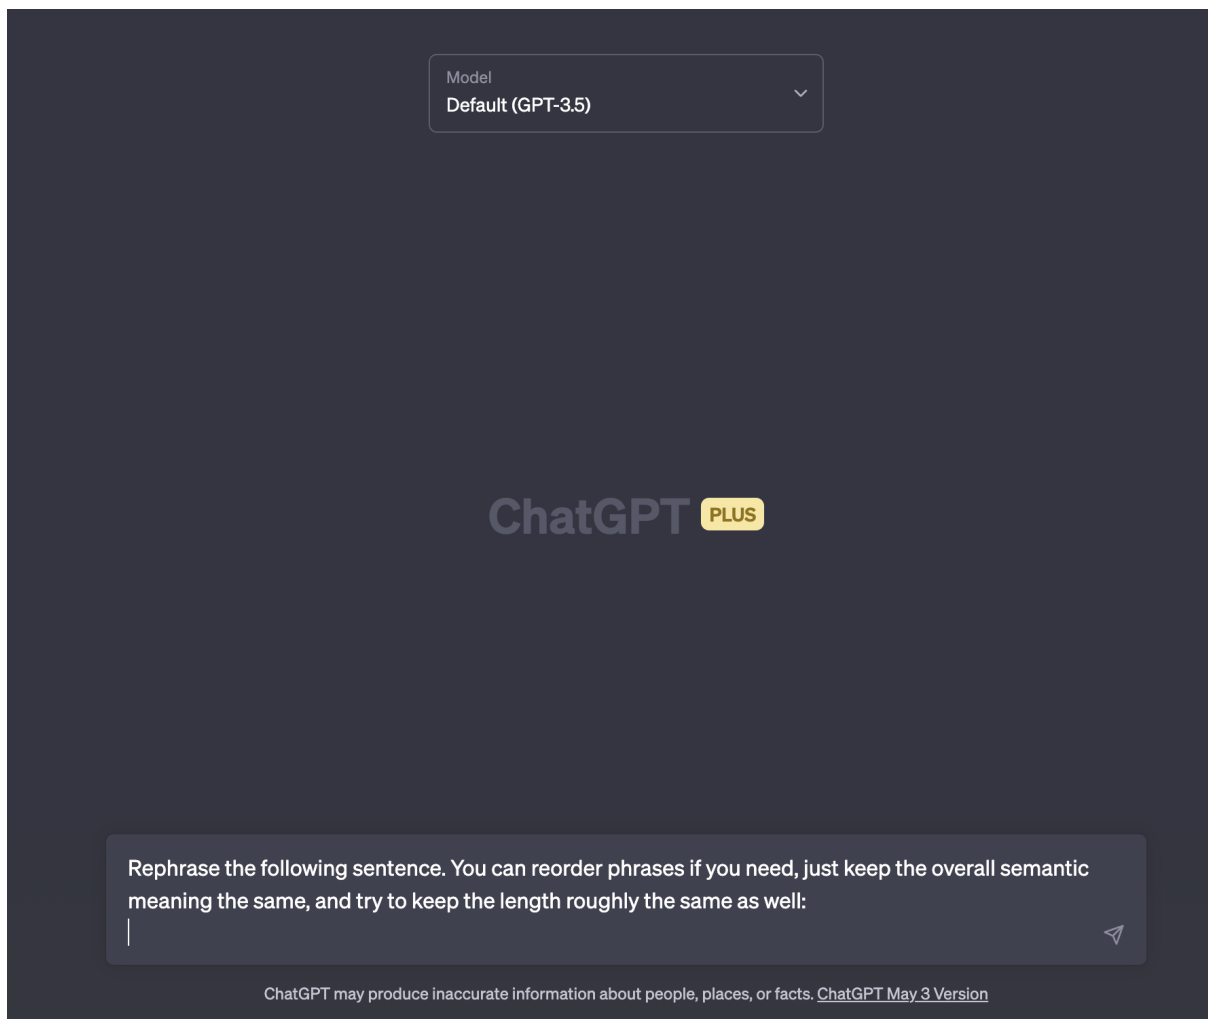 Model
Default (GPT-3.5)
ChatGPT PLUS
Rephrase the following sentence. You can reorder phrases if you need, just keep the overall semantic
meaning the same, and try to keep the length roughly the same as well:
ChatGPT may produce inaccurate information about people, places, or facts. ChatGPT May 3 Version